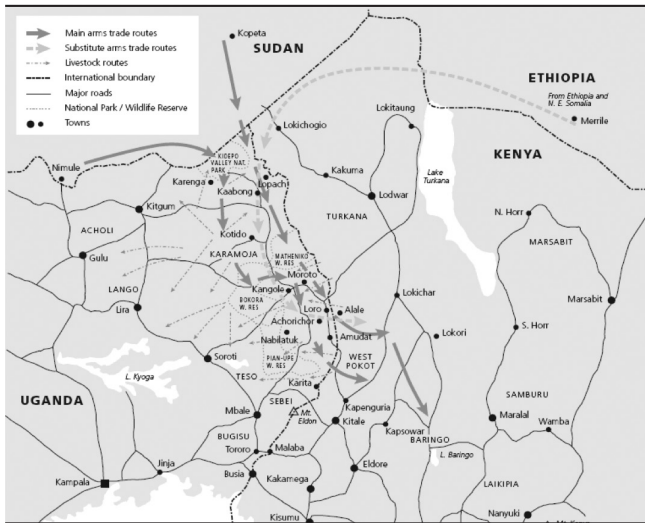 Main arms trade routes
Substitute arms trade routes
Livestock routes
International boundary
Major roads
National Park / Wildlife Reserve
Towns
Kopeta
SUDAN
ETHIOPIA
From Ethiopia and
N. E. Somalia
Merrile
Lokitaung
Lokichogio
KENYA
Nimule
KIDEPO
VALLEY NAT.
PARK
Karenga
Kaabong
Lopach
Kakuma
Lodwar
Lake
Turkana
Kitgum
TURKANA
N. Horr
MARSABIT
ACHOLI
Gulu
Kotido
KARAMOJA
MATHENIKO
W. RES
Moroto
LANGO
Lira
Kangole
BOKORA
W. RES
Loro
Alale
Achorichor
Nabilatuk
Amudat
Lokichar
Lokori
S. Horr
Marsabit
Soroti
PIAN-UPE
W. RES
WEST
POKOT
L. Kyoga
TESO
Karita
UGANDA
SEBEI
Mt.
Eldon
Mbale
Kapenguria
Kitale
Kapsowar
BARINGO
SAMBURU
Maralal
Wamba
BUGISU
Tororo
Malaba
L. Baringo
Jinja
Kampala
Busia
Kakamega
Eldore
LAIKIPIA
Kisumu
Nanyuki